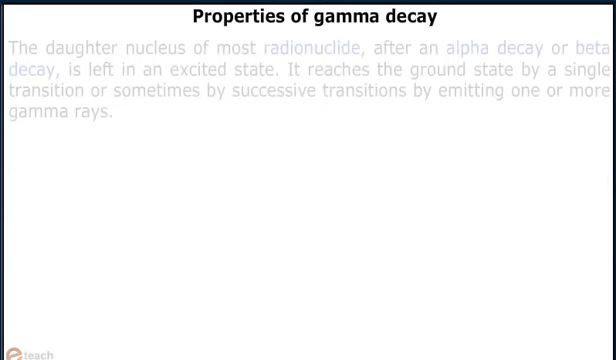 Properties of gamma decay
The daughter nucleus of most radionuclide, after an alpha decay or beta
decay, is left in an excited state. It reaches the ground state by a single
transition or sometimes by successive transitions by emitting one or more
gamma rays.
e teach